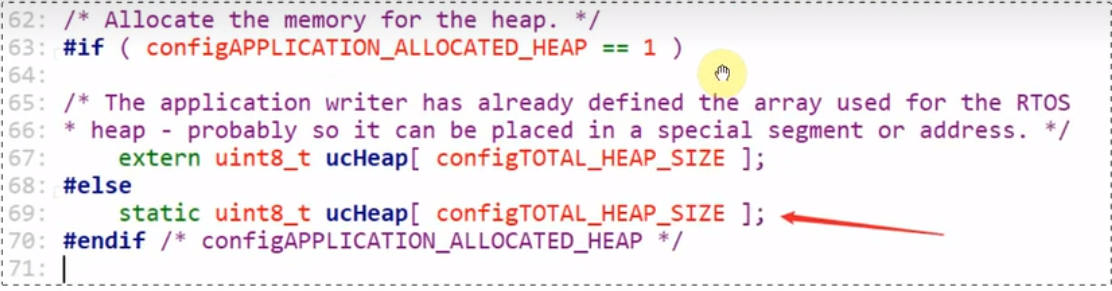 62: /* Allocate the memory for the heap. */
63: #if ( configAPPLICATION_ALLOCATED_HEAP == 1 )
64:
65: /* The application writer has already defined the array used for the RTOS
66: * heap - probably so it can be placed in a special segment or address. */
67:     extern uint8_t ucHeap[ configTOTAL_HEAP_SIZE ];
68: #else
69:     static uint8_t ucHeap[ configTOTAL_HEAP_SIZE ];
70: #endif /* configAPPLICATION_ALLOCATED_HEAP */
71: